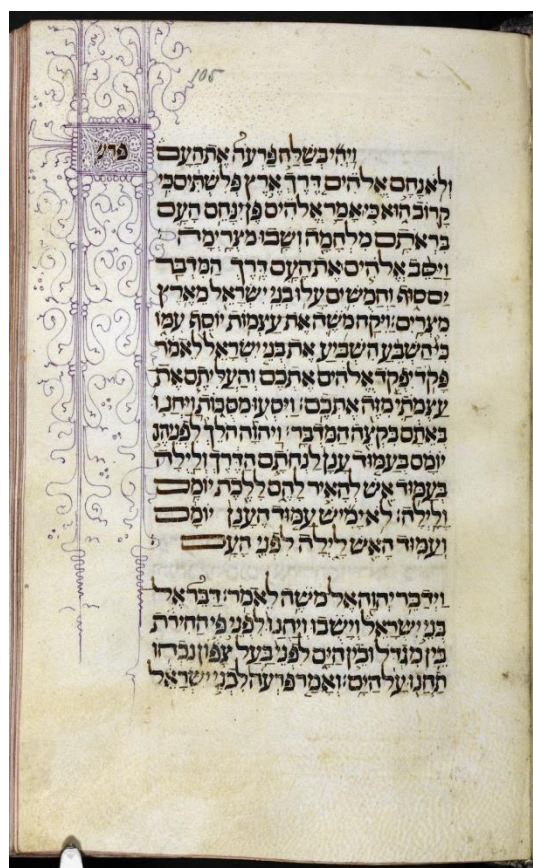 105
פרש
ויהי בשלח פרעה את העם
ולא נחם אלהים דרך ארץ פלשתים כי
קרוב הוא כי אמר אלהים פן ינחם העם
בראתם מלחמה ושבו מצרימה
ויסב אלהים את העם דרך המדבר
ים סוף וחמשים עלו בני ישראל מארץ
מצרים: ויקח משה את עצמות יוסף עמו
כי השבע השביע את בני ישראל לאמר
פקד יפקד אלהים אתכם והעליתם את
עצמתי מזה אתכם: ויסעו מסכות ויחנו
באתם בקצה המדבר: ויהוה הלך לפניהם
יומם בעמוד ענן לנחתם הדרך ולילה
בעמוד אש להאיר להם ללכת יומם
ולילה: לא ימיש עמוד הענן יומם
ועמוד האש לילה לפני העם
וידבר יהוה אל משה לאמר: דבר אל
בני ישראל וישבו ויחנו לפני פי החירת
בין מגדל ובין הים לפני בעל צפון נכחו
תחנו על הים: ואמר פרעה לבני ישראל